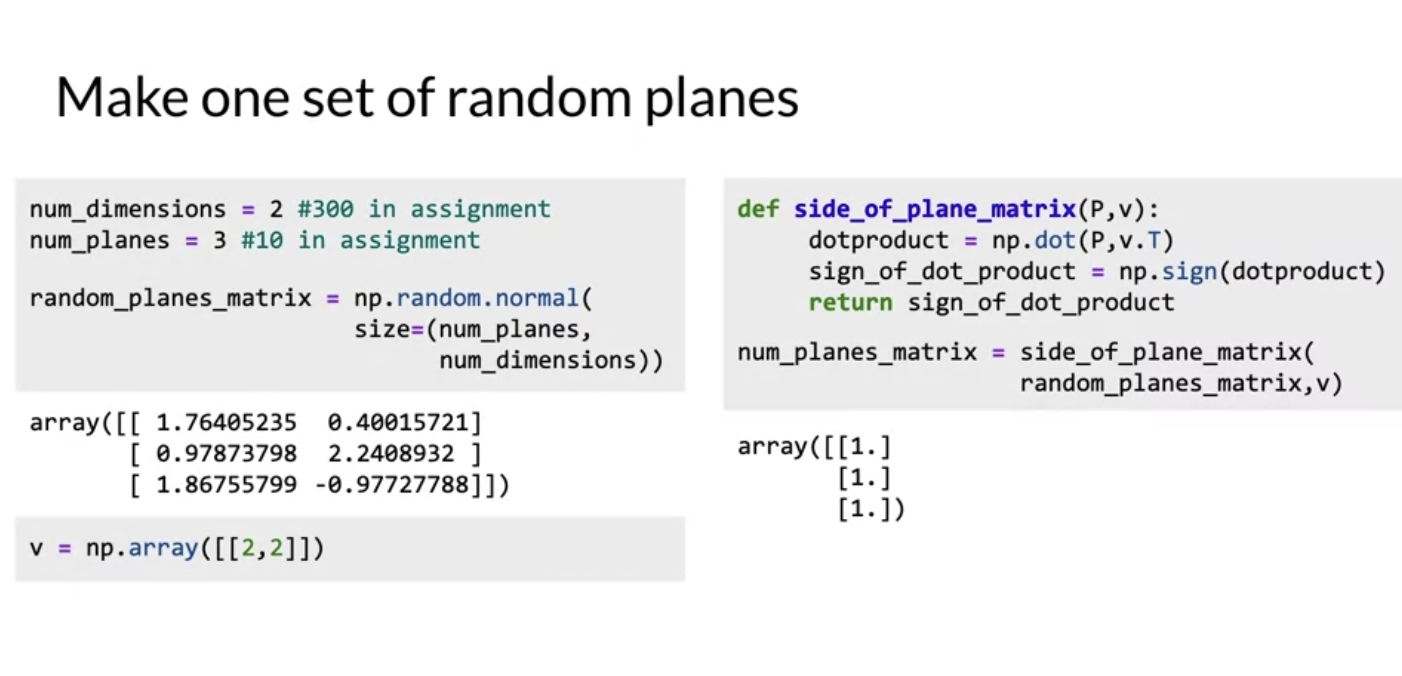 Make one set of random planes
num_dimensions = 2 #300 in assignment
num_planes = 3 #10 in assignment
random_planes_matrix = np.random.normal(
size=(num_planes,
num_dimensions))
array([[ 1.76405235  0.40015721]
[ 0.97873798  2.2408932 ]
[ 1.86755799 -0.97727788]])
v = np.array([[2,2]])
def side_of_plane_matrix(P,v):
dotproduct = np.dot(P,v.T)
sign_of_dot_product = np.sign(dotproduct)
return sign_of_dot_product
num_planes_matrix = side_of_plane_matrix(
random_planes_matrix,v)
array([[1.]
[1.]
[1.])